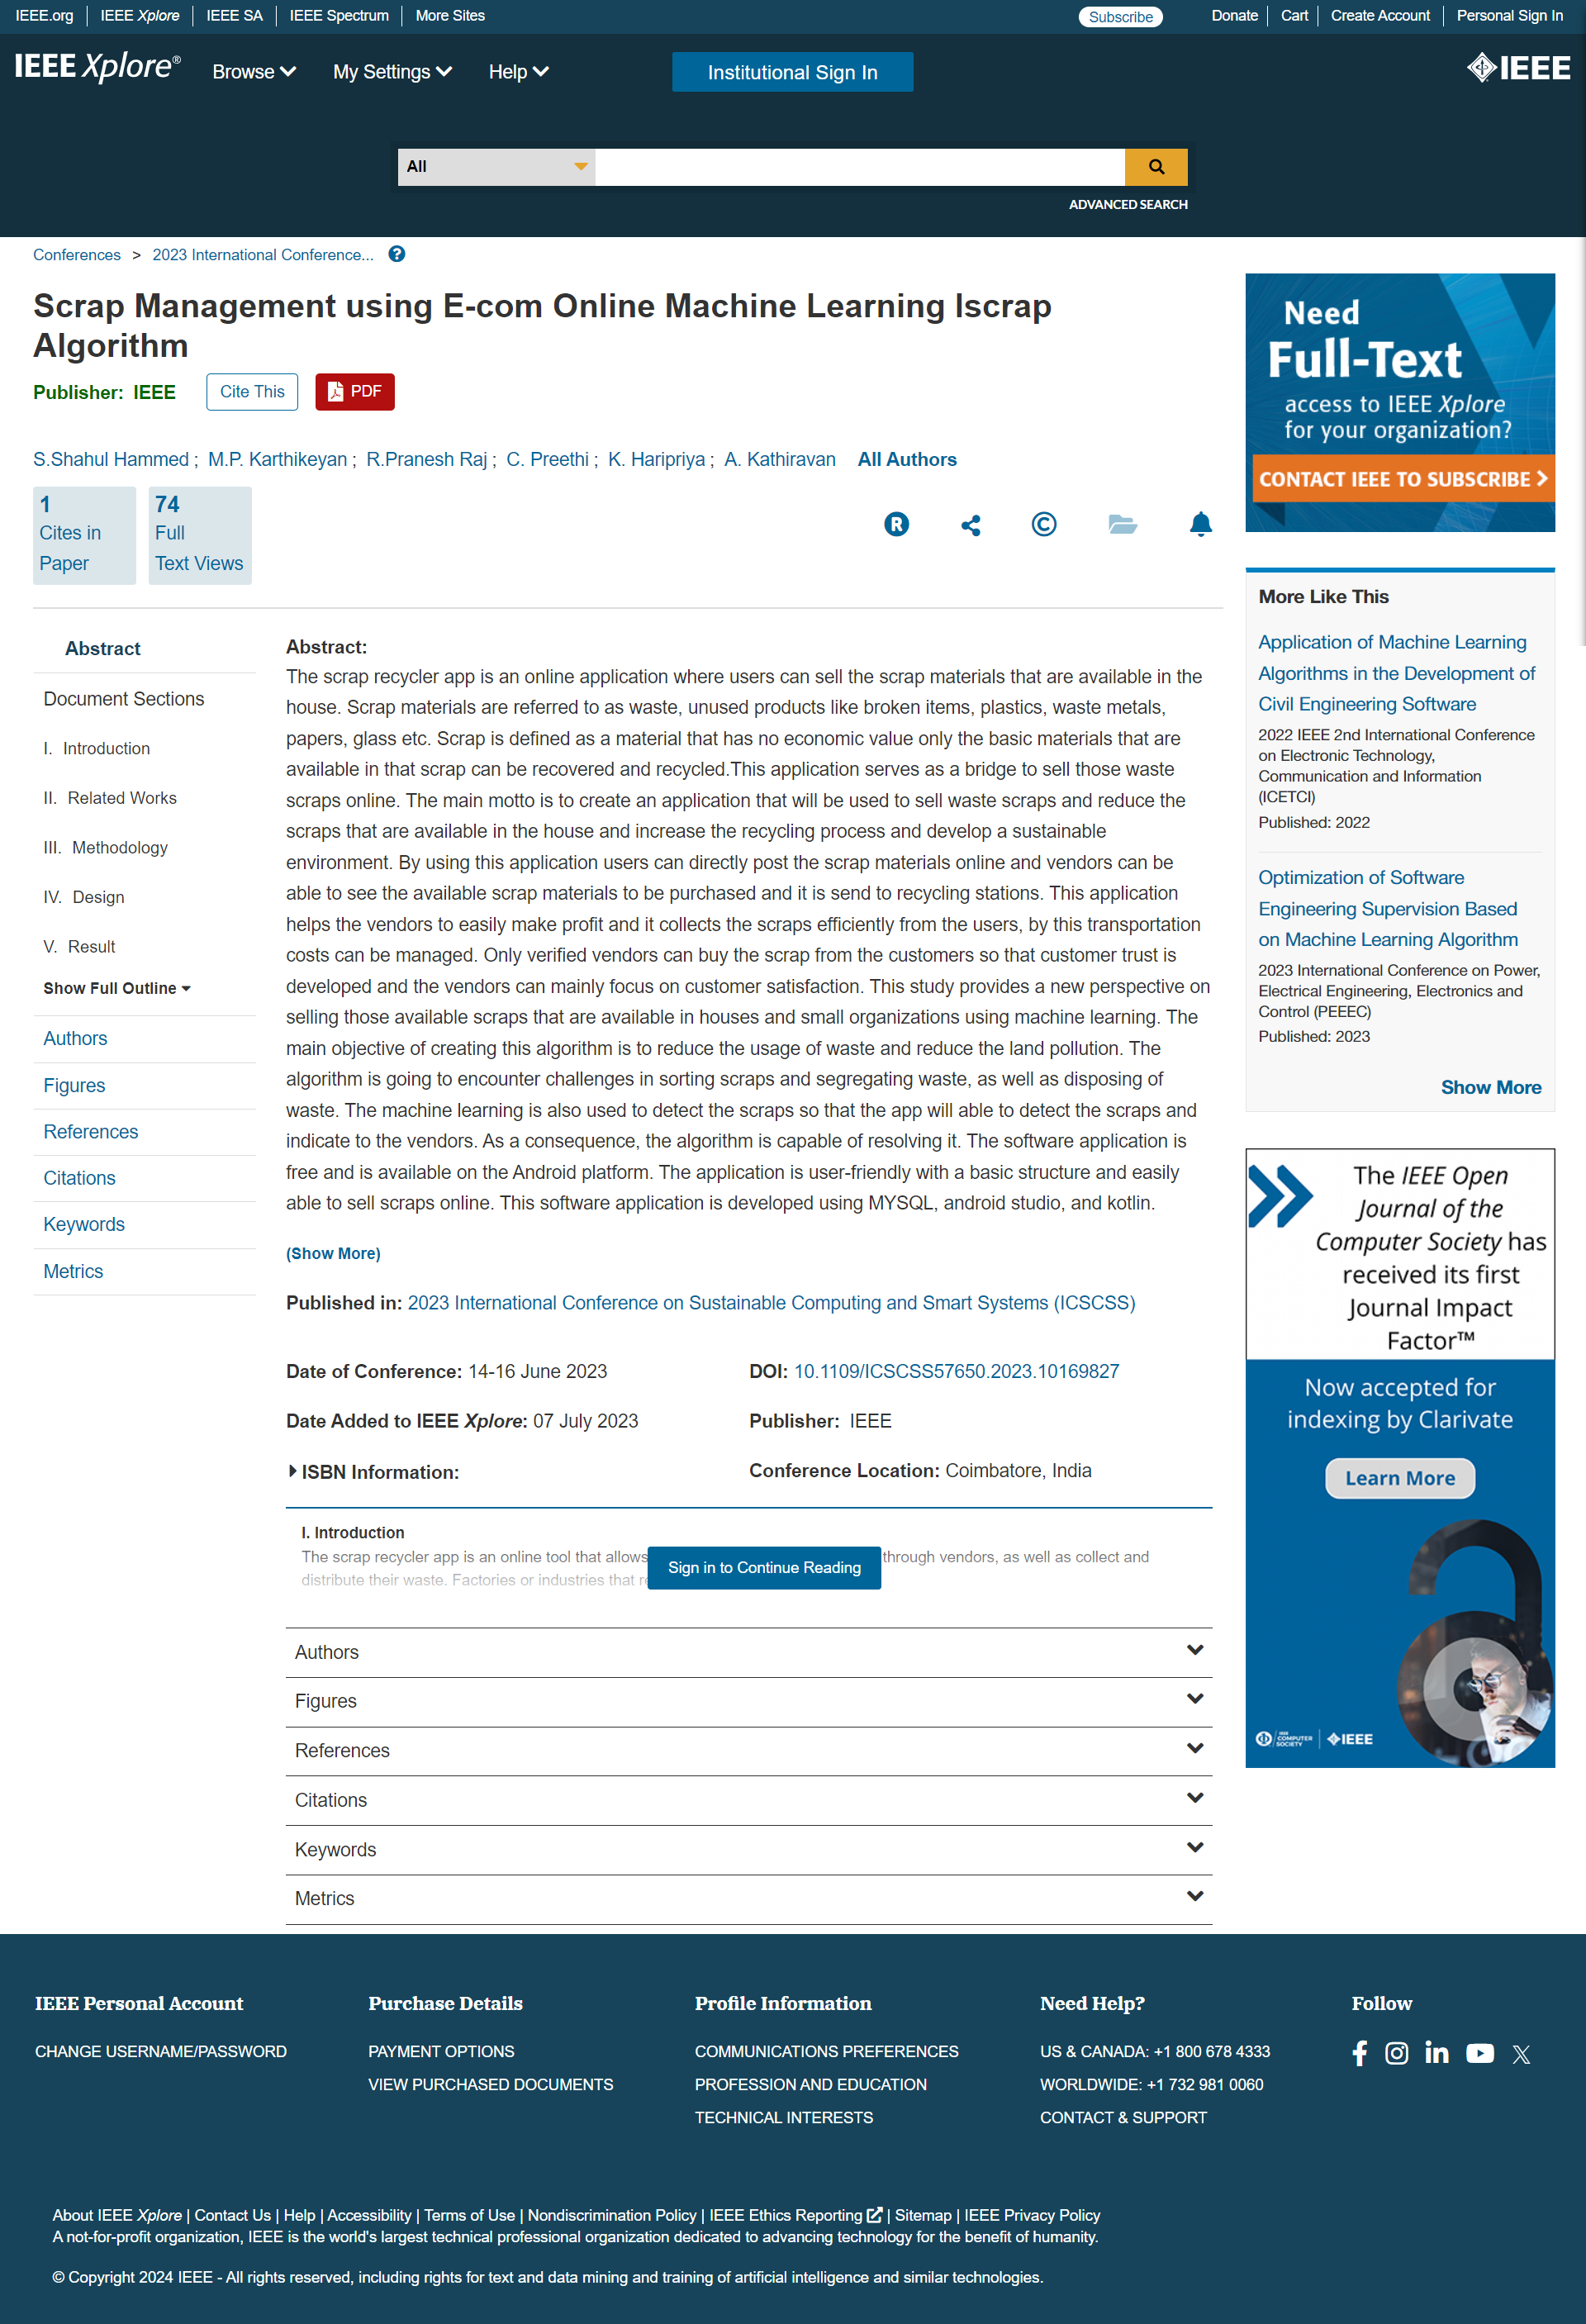 IEEE.org IEEE Xplore IEEE SA IEEE Spectrum More Sites Subscribe Donate Cart Create Account Personal Sign In
IEEE Xplore® Browse My Settings Help Institutional Sign In IEEE
All
ADVANCED SEARCH
Conferences > 2023 International Conference...
Scrap Management using E-com Online Machine Learning Iscrap
Algorithm
Publisher: IEEE Cite This PDF
S.Shahul Hammed ; M.P. Karthikeyan ; R.Pranesh Raj ; C. Preethi ; K. Haripriya ; A. Kathiravan All Authors
1
Cites in
Paper
74
Full
Text Views
Abstract
Document Sections
I. Introduction
II. Related Works
III. Methodology
IV. Design
V. Result
Show Full Outline
Authors
Figures
References
Citations
Keywords
Metrics
Abstract:
The scrap recycler app is an online application where users can sell the scrap materials that are available in the
house. Scrap materials are referred to as waste, unused products like broken items, plastics, waste metals,
papers, glass etc. Scrap is defined as a material that has no economic value only the basic materials that are
available in that scrap can be recovered and recycled.This application serves as a bridge to sell those waste
scraps online. The main motto is to create an application that will be used to sell waste scraps and reduce the
scraps that are available in the house and increase the recycling process and develop a sustainable
environment. By using this application users can directly post the scrap materials online and vendors can be
able to see the available scrap materials to be purchased and it is send to recycling stations. This application
helps the vendors to easily make profit and it collects the scraps efficiently from the users, by this transportation
costs can be managed. Only verified vendors can buy the scrap from the customers so that customer trust is
developed and the vendors can mainly focus on customer satisfaction. This study provides a new perspective on
selling those available scraps that are available in houses and small organizations using machine learning. The
main objective of creating this algorithm is to reduce the usage of waste and reduce the land pollution. The
algorithm is going to encounter challenges in sorting scraps and segregating waste, as well as disposing of
waste. The machine learning is also used to detect the scraps so that the app will able to detect the scraps and
indicate to the vendors. As a consequence, the algorithm is capable of resolving it. The software application is
free and is available on the Android platform. The application is user-friendly with a basic structure and easily
able to sell scraps online. This software application is developed using MYSQL, android studio, and kotlin.
(Show More)
Published in: 2023 International Conference on Sustainable Computing and Smart Systems (ICSCSS)
Date of Conference: 14-16 June 2023
DOI: 10.1109/ICSCSS57650.2023.10169827
Date Added to IEEE Xplore: 07 July 2023
Publisher: IEEE
ISBN Information:
Conference Location: Coimbatore, India
I. Introduction
The scrap recycler app is an online tool that allows through vendors, as well as collect and
distribute their waste. Factories or industries that
Sign in to Continue Reading
Authors
Figures
References
Citations
Keywords
Metrics
Need
Full-Text
access to IEEE Xplore
for your organization?
CONTACT IEEE TO SUBSCRIBE
More Like This
Application of Machine Learning
Algorithms in the Development of
Civil Engineering Software
2022 IEEE 2nd International Conference
on Electronic Technology,
Communication and Information
(ICETCI)
Published: 2022
Optimization of Software
Engineering Supervision Based
on Machine Learning Algorithm
2023 International Conference on Power,
Electrical Engineering, Electronics and
Control (PEEEC)
Published: 2023
Show More
The IEEE Open
Journal of the
Computer Society has
received its first
Journal Impact
Factor™
Now accepted for
indexing by Clarivate
Learn More
IEEE
COMPUTER
SOCIETY
IEEE
IEEE Personal Account
CHANGE USERNAME/PASSWORD
Purchase Details
PAYMENT OPTIONS
VIEW PURCHASED DOCUMENTS
Profile Information
COMMUNICATIONS PREFERENCES
PROFESSION AND EDUCATION
TECHNICAL INTERESTS
Need Help?
US & CANADA: +1 800 678 4333
WORLDWIDE: +1 732 981 0060
CONTACT & SUPPORT
Follow
About IEEE Xplore | Contact Us | Help | Accessibility | Terms of Use | Nondiscrimination Policy | IEEE Ethics Reporting | Sitemap | IEEE Privacy Policy
A not-for-profit organization, IEEE is the world's largest technical professional organization dedicated to advancing technology for the benefit of humanity.
© Copyright 2024 IEEE - All rights reserved, including rights for text and data mining and training of artificial intelligence and similar technologies.